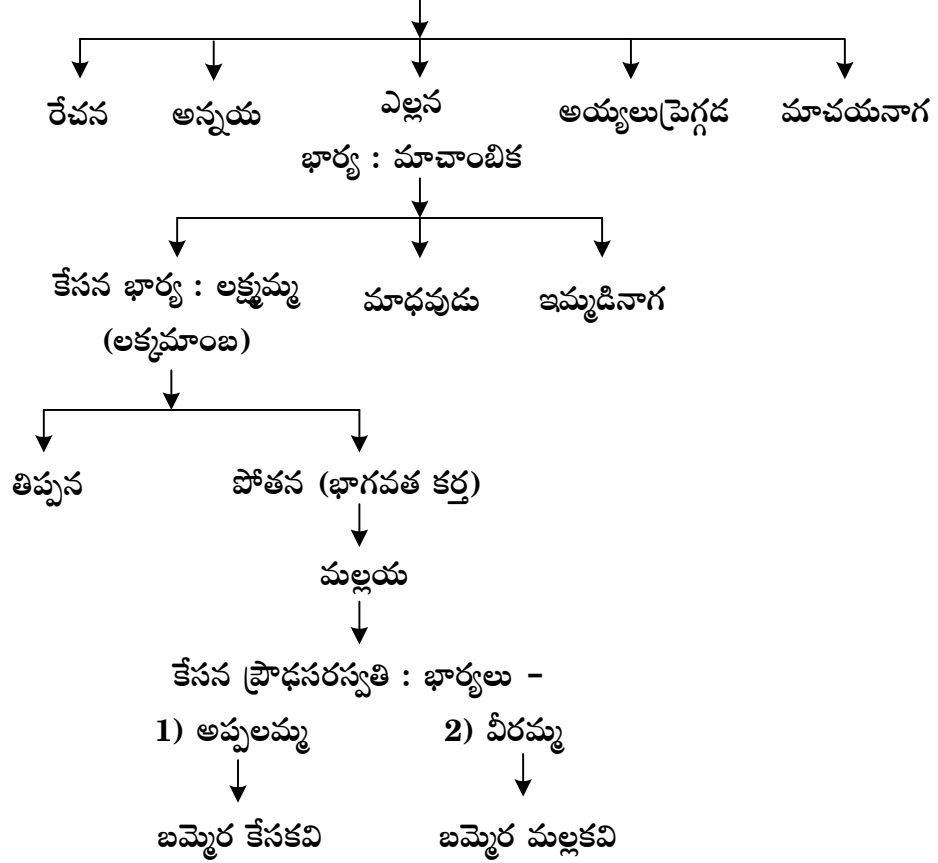 రేచన అన్నయ ఎల్లన అయ్యలుప్రెగ్గడ మాచయనాగ
భార్య : మాచాంబిక
కేసన భార్య : లక్ష్మమ్మ మాధవుడు ఇమ్మడినాగ
(లక్కమాంబ)
తిప్పన పోతన (భాగవత కర్త)
మల్లయ
కేసన ప్రౌఢసరస్వతి : భార్యలు -
1) అప్పలమ్మ 2) వీరమ్మ
బమ్మెర కేసకవి బమ్మెర మల్లకవి